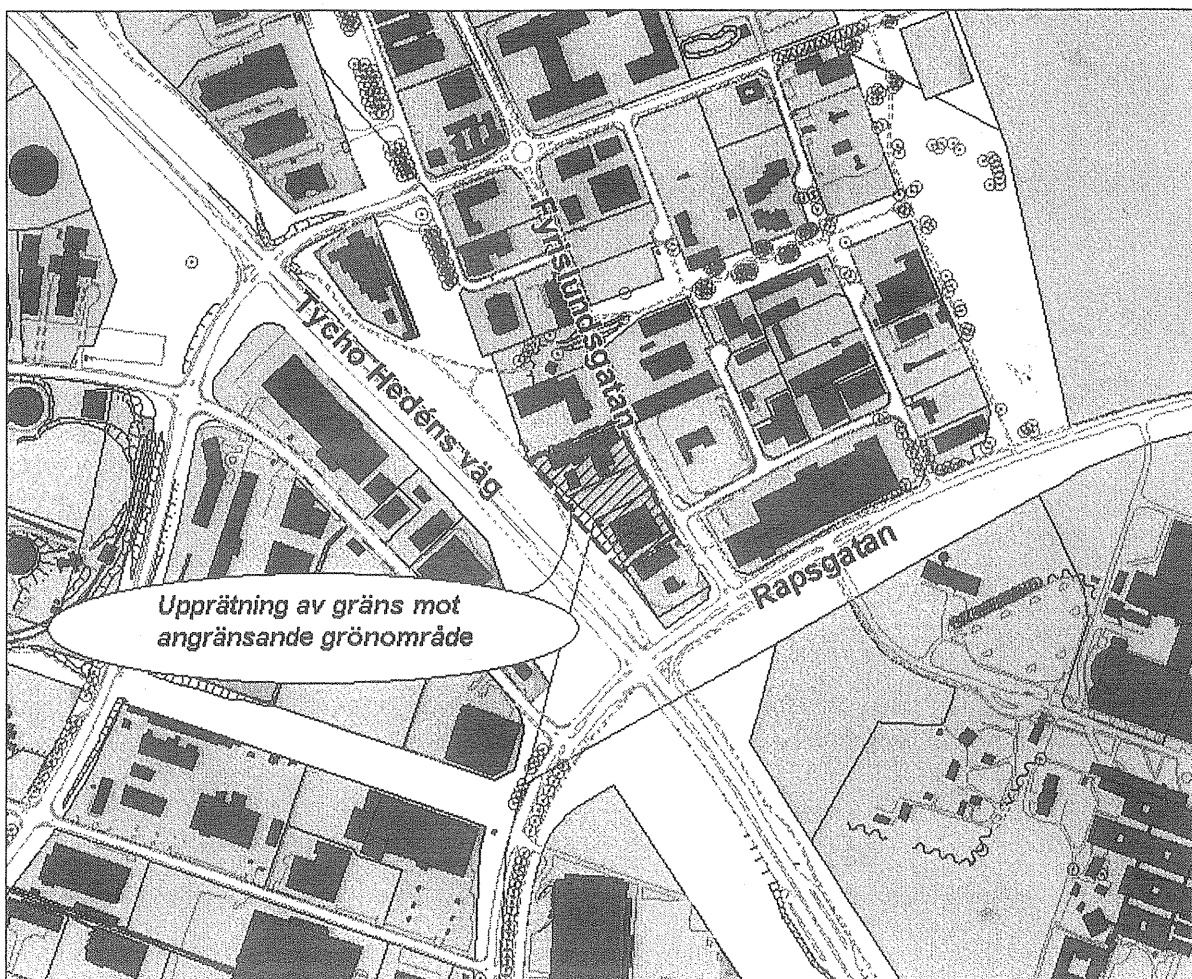 Fyrislundsgatan
Tycho Hedéns väg
Rapsgatan
Upprätning av gräns mot
angränsande grönområde